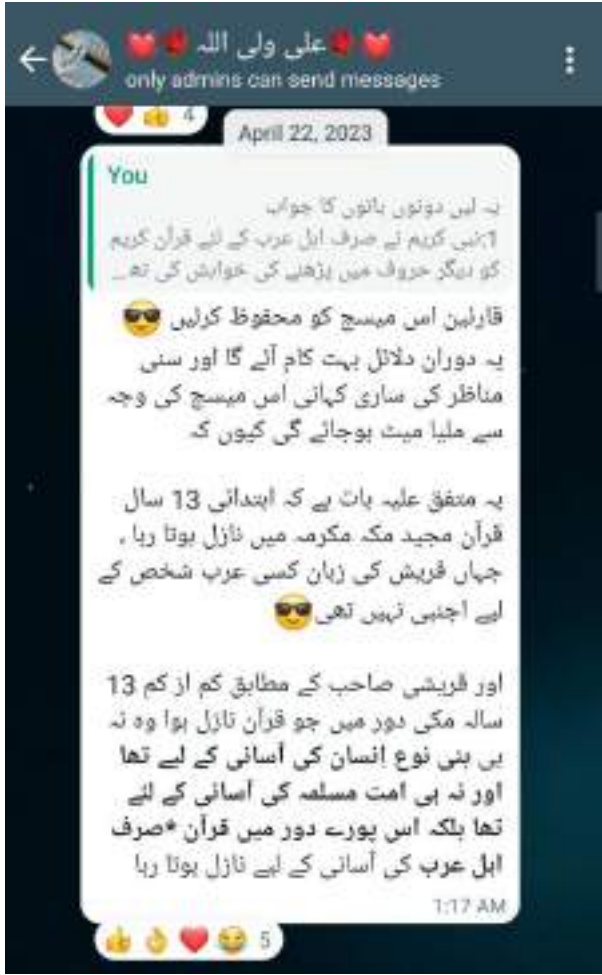 ❤️🌹علی ولی اللہ🌹❤️
only admins can send messages
❤️👍 4
April 22, 2023
You
یہ لیں دونوں باتوں کا جواب
1:نبی کریم نے صرف اہل عرب کے لئے قرآن کریم
کو دیگر حروف میں پڑھنے کی خواہش کی تھ...
قارئین اس میسج کو محفوظ کرلیں 😎
یہ دوران دلائل بہت کام آئے گا اور سنی
مناظر کی ساری کہانی اس میسج کی وجہ
سے ملیا میٹ ہوجائے گی کیوں کہ
یہ متفق علیہ بات ہے کہ ابتدائی 13 سال
قرآن مجید مکہ مکرمہ میں نازل ہوتا رہا ،
جہاں قریش کی زبان کسی عرب شخص کے
لیے اجنبی نہیں تھی😎
اور قریشی صاحب کے مطابق کم از کم 13
سالہ مکی دور میں جو قرآن نازل ہوا وہ نہ
ہی بنی نوع اِنسان کی آسانی کے لیے تھا
اور نہ ہی امت مسلمہ کی آسانی کے لئے
تھا بلکہ اس پورے دور میں قرآن *صرف
اہل عرب کی آسانی کے لیے نازل ہوتا رہا
1:17 AM
👍👌❤️😂 5